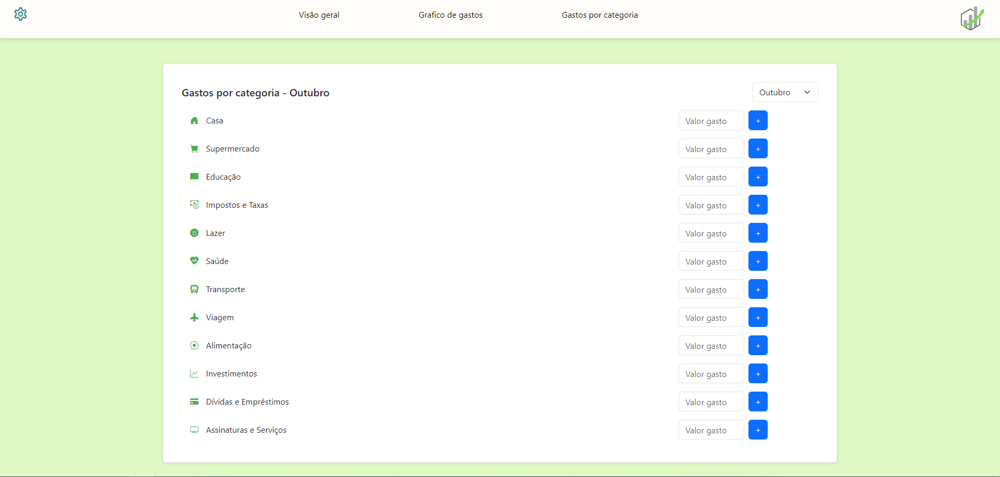 Visão geral Grafico de gastos Gastos por categoria
Gastos por categoria - Outubro Outubro
Casa Valor gasto +
Supermercado Valor gasto +
Educação Valor gasto +
Impostos e Taxas Valor gasto +
Lazer Valor gasto +
Saúde Valor gasto +
Transporte Valor gasto +
Viagem Valor gasto +
Alimentação Valor gasto +
Investimentos Valor gasto +
Dívidas e Empréstimos Valor gasto +
Assinaturas e Serviços Valor gasto +